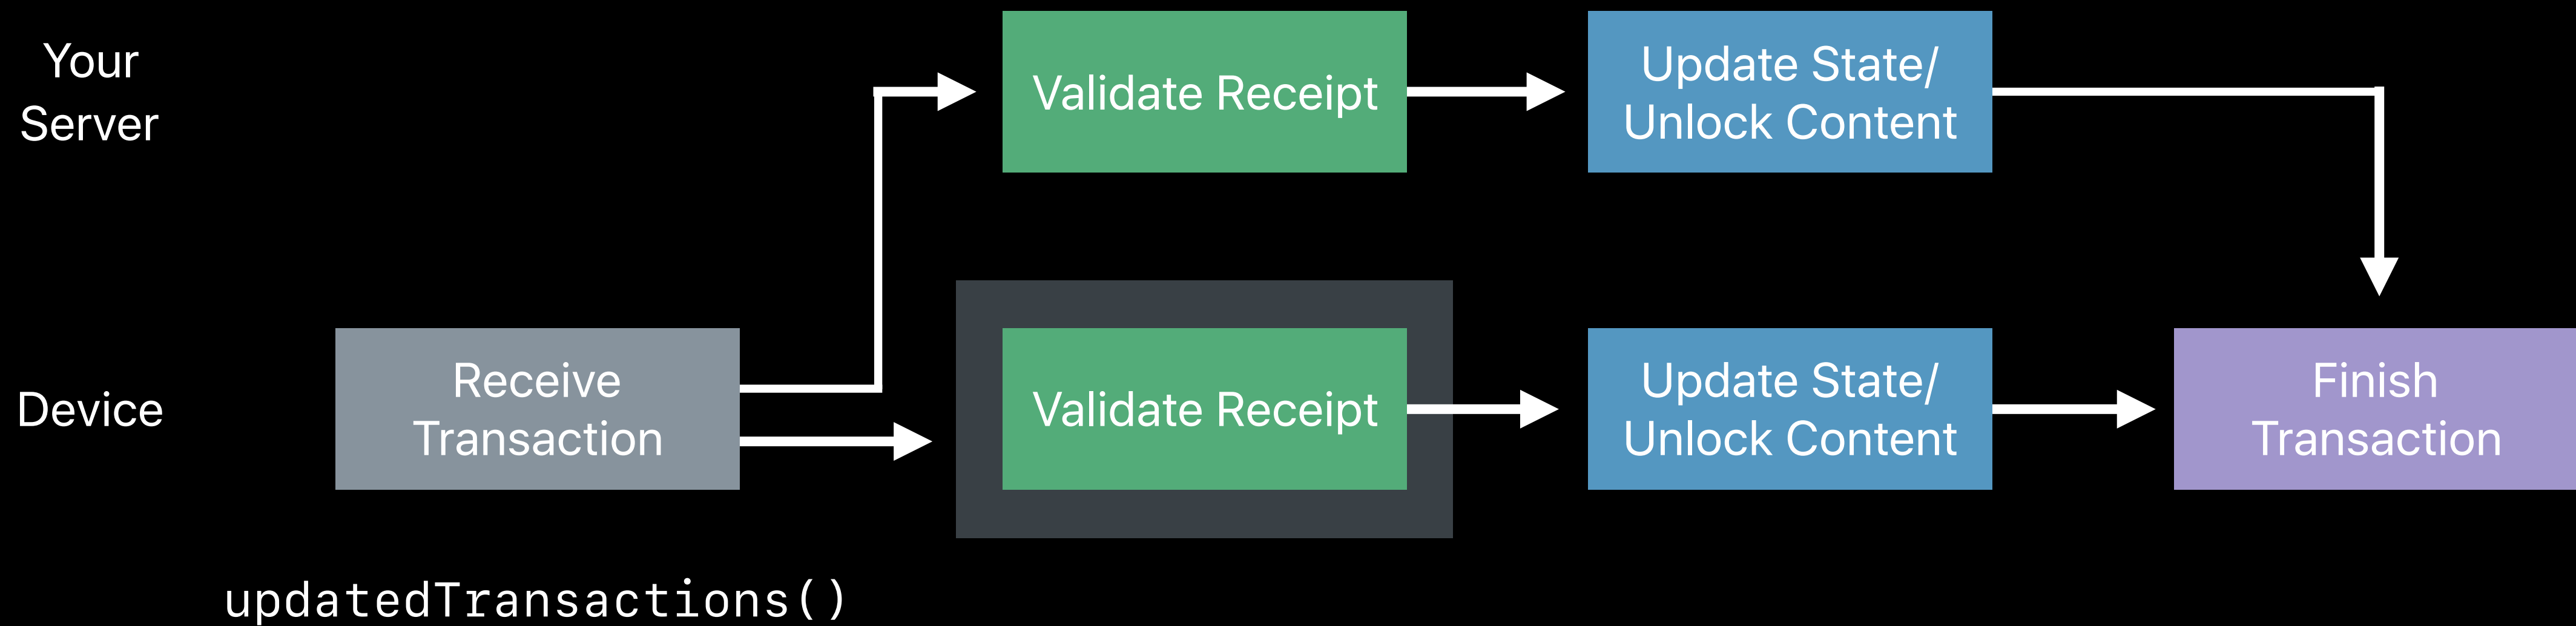 Your
Server
Validate Receipt
Update State/
Unlock Content
Device
Receive
Transaction
Validate Receipt
Update State/
Unlock Content
Finish
Transaction
updatedTransactions()